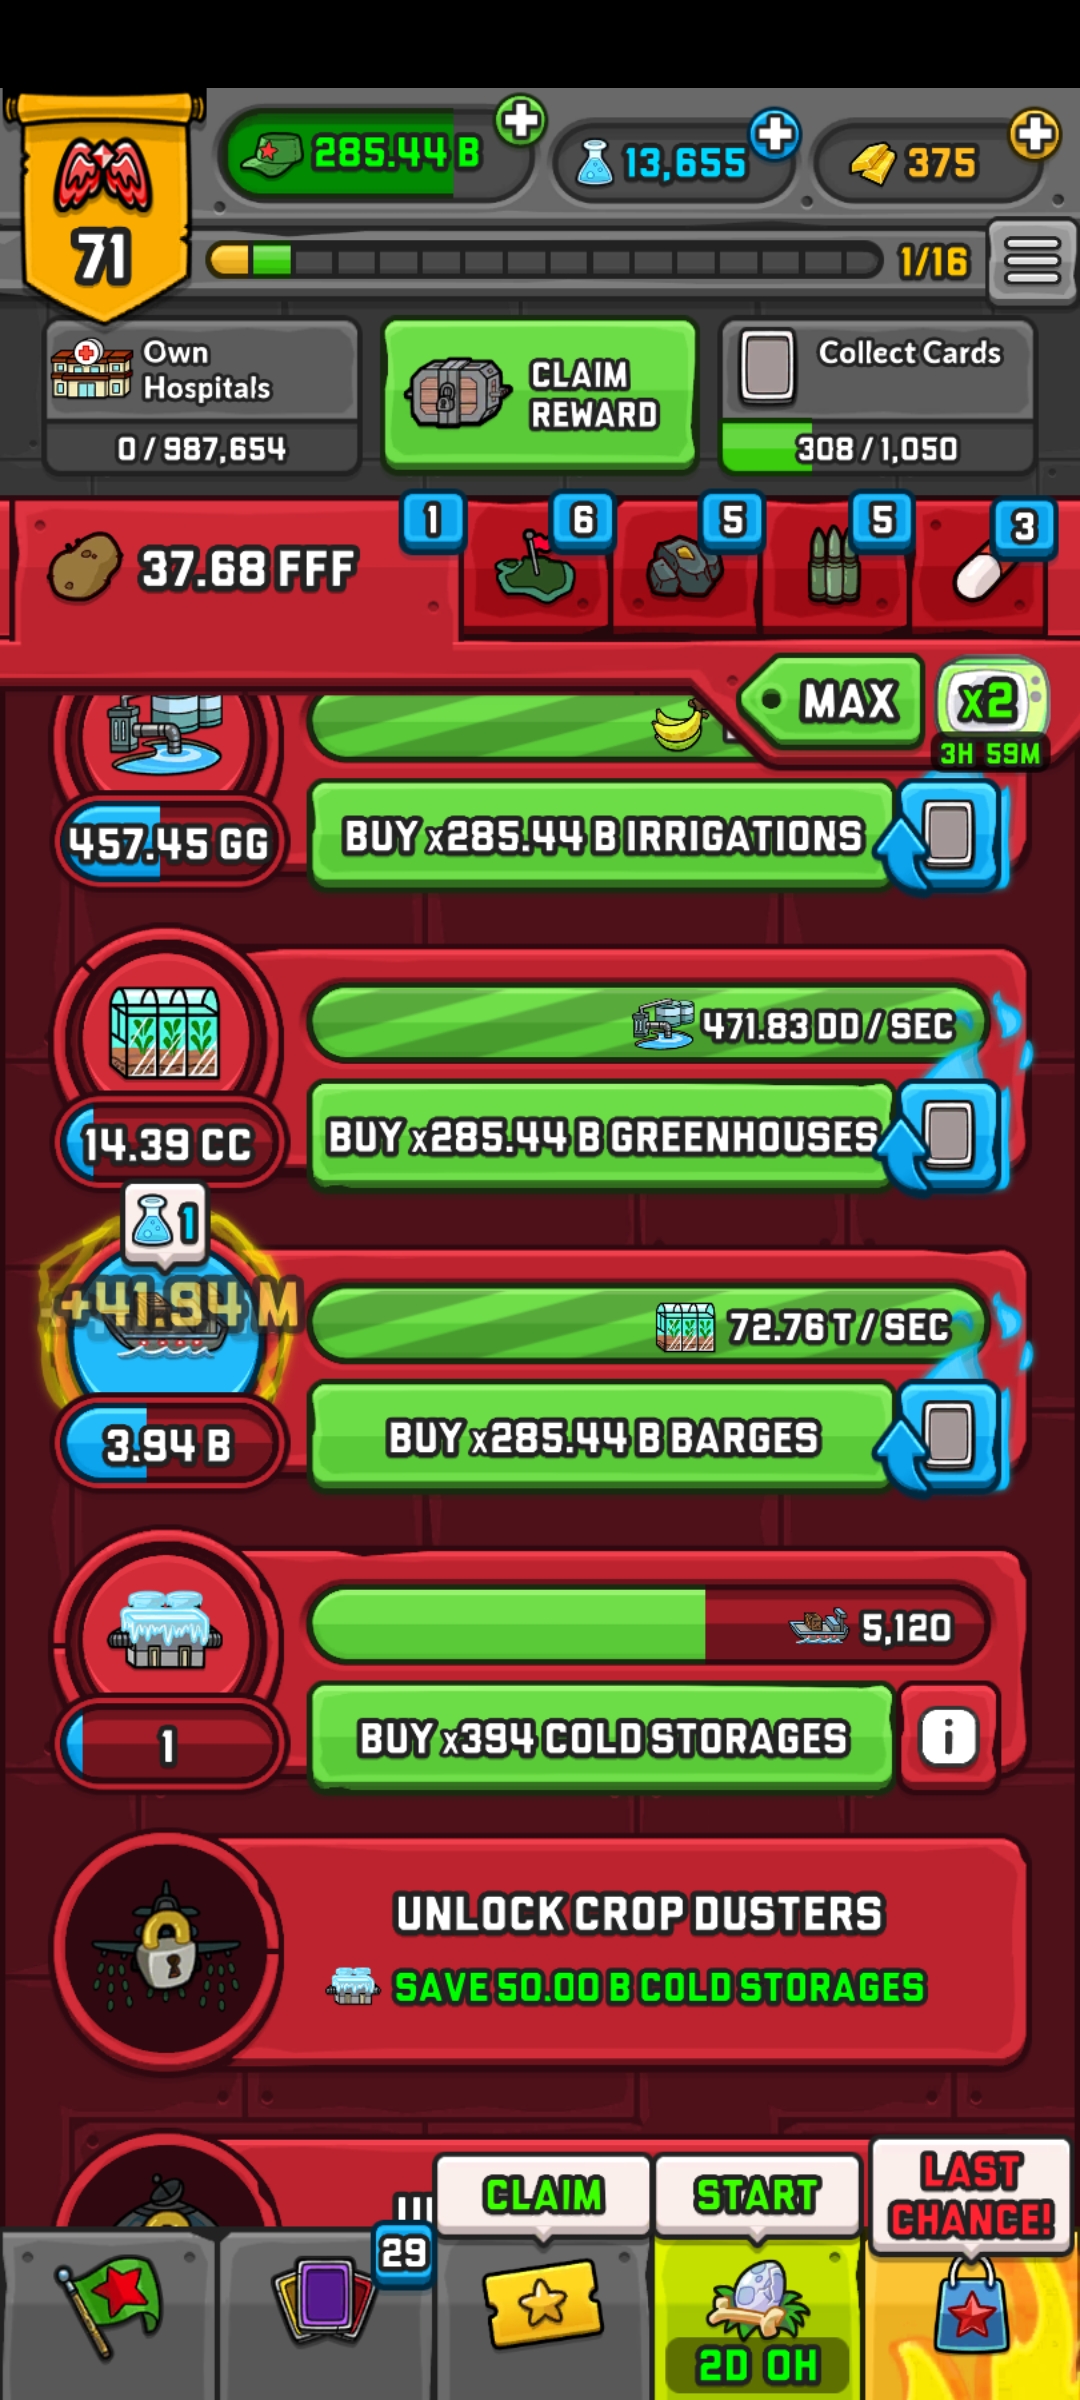 285.44 B
13,655
375
71
1/16
Own
Hospitals
0 / 987,654
CLAIM
REWARD
Collect Cards
308 / 1,050
37.68 FFF
1
6
5
5
3
MAX
x2
3H 59M
457.45 GG
BUY x285.44 B IRRIGATIONS
471.83 DD / SEC
14.39 CC
BUY x285.44 B GREENHOUSES
1
+41.94 M
72.76 T / SEC
3.94 B
BUY x285.44 B BARGES
5,120
1
BUY x394 COLD STORAGES
i
UNLOCK CROP DUSTERS
SAVE 50.00 B COLD STORAGES
CLAIM
START
LAST
CHANCE!
29
2D 0H